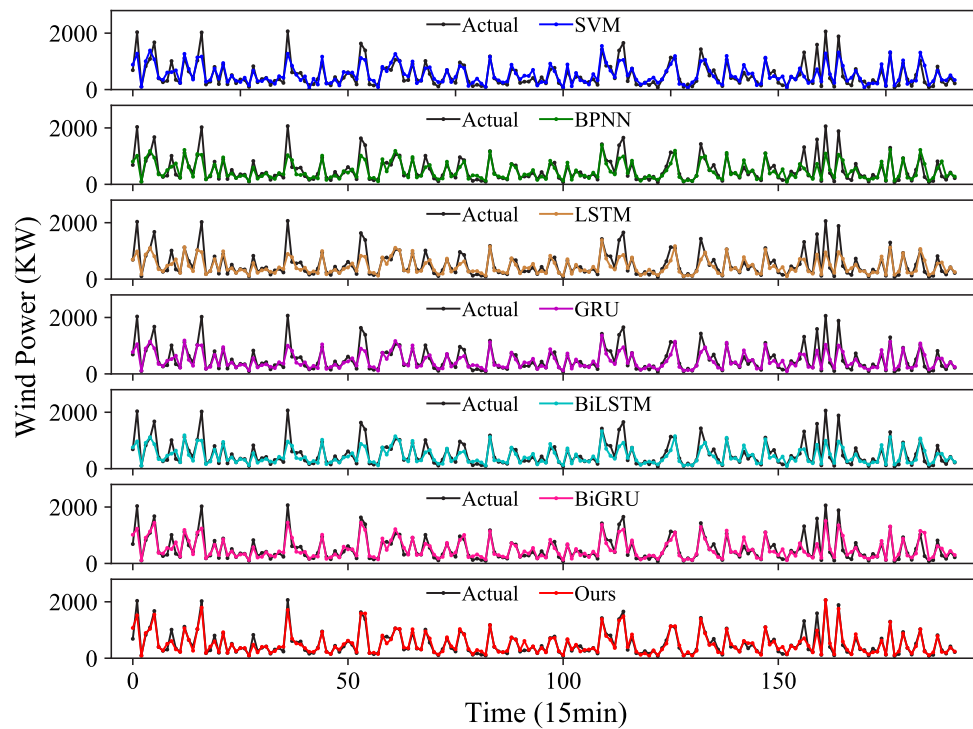 Actual SVM
2000
0
Actual BPNN
2000
0
Actual LSTM
2000
0
Actual GRU
2000
0
Actual BiLSTM
2000
0
Actual BiGRU
2000
0
Actual Ours
2000
0
0 50 100 150
Time (15min)
Wind Power (KW)